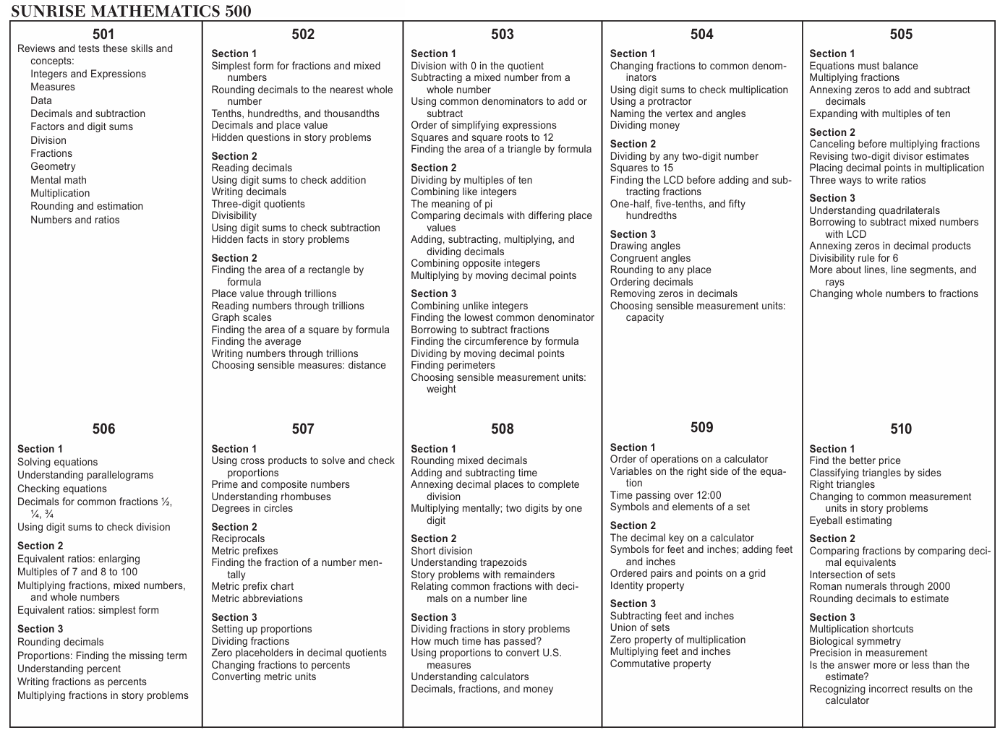 SUNRISE MATHEMATICS 500
501
Reviews and tests these skills and
concepts:
Integers and Expressions
Measures
Data
Decimals and subtraction
Factors and digit sums
Division
Fractions
Geometry
Mental math
Multiplication
Rounding and estimation
Numbers and ratios
502
Section 1
Simplest form for fractions and mixed
numbers
Rounding decimals to the nearest whole
number
Tenths, hundredths, and thousandths
Decimals and place value
Hidden questions in story problems
Section 2
Reading decimals
Using digit sums to check addition
Writing decimals
Three-digit quotients
Divisibility
Using digit sums to check subtraction
Hidden facts in story problems
Section 2
Finding the area of a rectangle by
formula
Place value through trillions
Reading numbers through trillions
Graph scales
Finding the area of a square by formula
Finding the average
Writing numbers through trillions
Choosing sensible measures: distance
503
Section 1
Division with 0 in the quotient
Subtracting a mixed number from a
whole number
Using common denominators to add or
subtract
Order of simplifying expressions
Squares and square roots to 12
Finding the area of a triangle by formula
Section 2
Dividing by multiples of ten
Combining like integers
The meaning of pi
Comparing decimals with differing place
values
Adding, subtracting, multiplying, and
dividing decimals
Combining opposite integers
Multiplying by moving decimal points
Section 3
Combining unlike integers
Finding the lowest common denominator
Borrowing to subtract fractions
Finding the circumference by formula
Dividing by moving decimal points
Finding perimeters
Choosing sensible measurement units:
weight
504
Section 1
Changing fractions to common denom-
inators
Using digit sums to check multiplication
Using a protractor
Naming the vertex and angles
Dividing money
Section 2
Dividing by any two-digit number
Squares to 15
Finding the LCD before adding and sub-
tracting fractions
One-half, five-tenths, and fifty
hundredths
Section 3
Drawing angles
Congruent angles
Rounding to any place
Ordering decimals
Removing zeros in decimals
Choosing sensible measurement units:
capacity
505
Section 1
Equations must balance
Multiplying fractions
Annexing zeros to add and subtract
decimals
Expanding with multiples of ten
Section 2
Canceling before multiplying fractions
Revising two-digit divisor estimates
Placing decimal points in multiplication
Three ways to write ratios
Section 3
Understanding quadrilaterals
Borrowing to subtract mixed numbers
with LCD
Annexing zeros in decimal products
Divisibility rule for 6
More about lines, line segments, and
rays
Changing whole numbers to fractions
506
Section 1
Solving equations
Understanding parallelograms
Checking equations
Decimals for common fractions ½,
¼, ¾
Using digit sums to check division
Section 2
Equivalent ratios: enlarging
Multiples of 7 and 8 to 100
Multiplying fractions, mixed numbers,
and whole numbers
Equivalent ratios: simplest form
Section 3
Rounding decimals
Proportions: Finding the missing term
Understanding percent
Writing fractions as percents
Multiplying fractions in story problems
507
Section 1
Using cross products to solve and check
proportions
Prime and composite numbers
Understanding rhombuses
Degrees in circles
Section 2
Reciprocals
Metric prefixes
Finding the fraction of a number men-
tally
Metric prefix chart
Metric abbreviations
Section 3
Setting up proportions
Dividing fractions
Zero placeholders in decimal quotients
Changing fractions to percents
Converting metric units
508
Section 1
Rounding mixed decimals
Adding and subtracting time
Annexing decimal places to complete
division
Multiplying mentally; two digits by one
digit
Section 2
Short division
Understanding trapezoids
Story problems with remainders
Relating common fractions with deci-
mals on a number line
Section 3
Dividing fractions in story problems
How much time has passed?
Using proportions to convert U.S.
measures
Understanding calculators
Decimals, fractions, and money
509
Section 1
Order of operations on a calculator
Variables on the right side of the equa-
tion
Time passing over 12:00
Symbols and elements of a set
Section 2
The decimal key on a calculator
Symbols for feet and inches; adding feet
and inches
Ordered pairs and points on a grid
Identity property
Section 3
Subtracting feet and inches
Union of sets
Zero property of multiplication
Multiplying feet and inches
Commutative property
510
Section 1
Find the better price
Classifying triangles by sides
Right triangles
Changing to common measurement
units in story problems
Eyeball estimating
Section 2
Comparing fractions by comparing deci-
mal equivalents
Intersection of sets
Roman numerals through 2000
Rounding decimals to estimate
Section 3
Multiplication shortcuts
Biological symmetry
Precision in measurement
Is the answer more or less than the
estimate?
Recognizing incorrect results on the
calculator